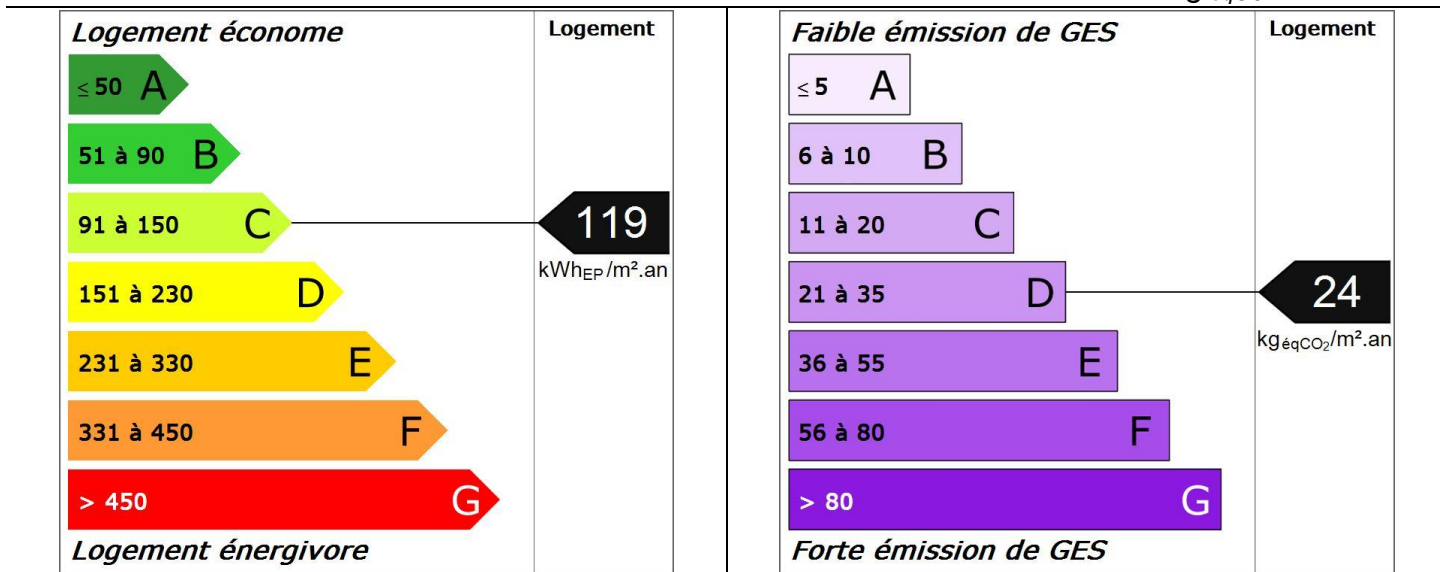 Logement économe
Logement
≤ 50 A
51 à 90 B
91 à 150 C
119
kWhEP/m².an
151 à 230 D
231 à 330 E
331 à 450 F
> 450 G
Logement énergivore
Faible émission de GES
Logement
≤ 5 A
6 à 10 B
11 à 20 C
21 à 35 D
24
kgéqCO₂/m².an
36 à 55 E
56 à 80 F
> 80 G
Forte émission de GES